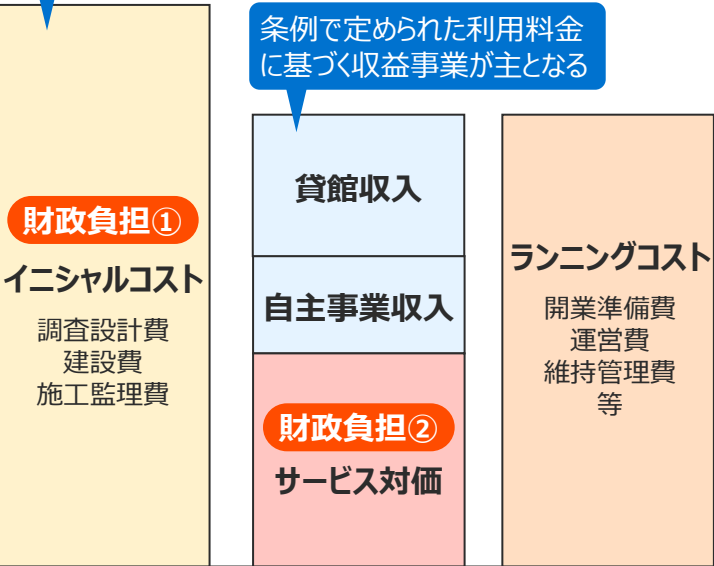 条例で定められた利用料金
に基づく収益事業が主となる
財政負担①
イニシャルコスト
調査設計費
建設費
施工監理費
貸館収入
自主事業収入
財政負担②
サービス対価
ランニングコスト
開業準備費
運営費
維持管理費
等